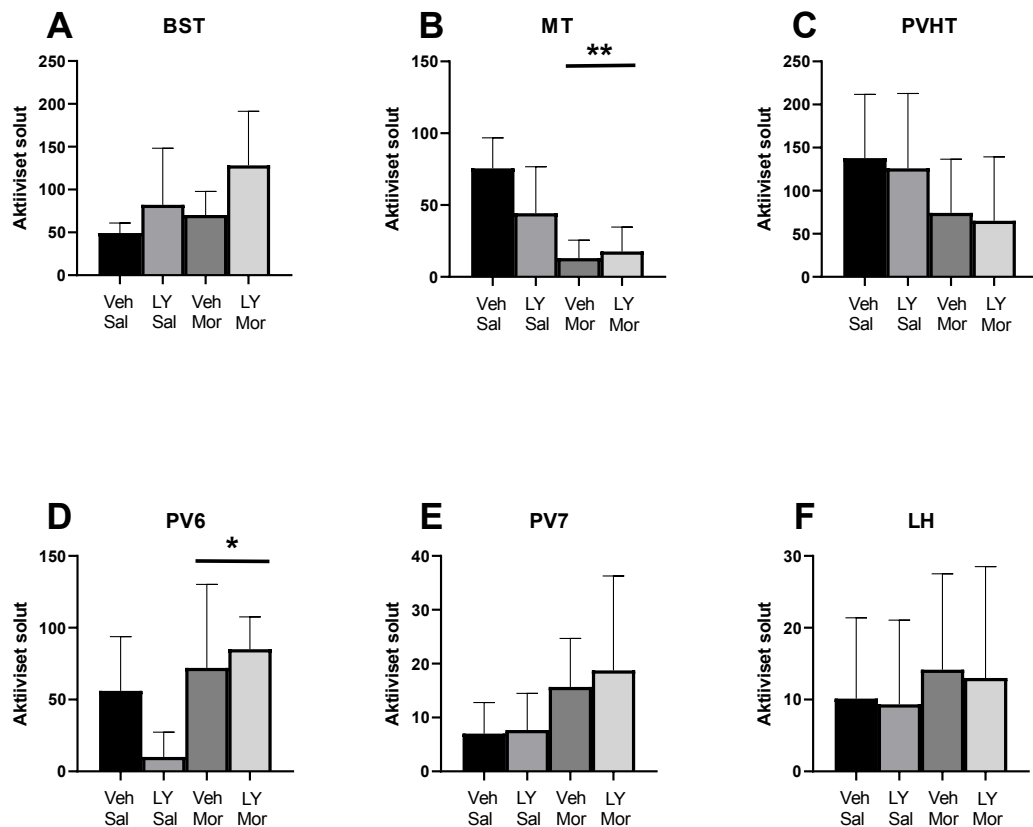 A
BST
Aktiiviset solut
250
200
150
100
50
0
Veh LY Veh LY
Sal Sal Mor Mor
B
MT
**
Aktiiviset solut
150
100
50
0
Veh LY Veh LY
Sal Sal Mor Mor
C
PVHT
Aktiiviset solut
250
200
150
100
50
0
Veh LY Veh LY
Sal Sal Mor Mor
D
PV6
*
Aktiiviset solut
150
100
50
0
Veh LY Veh LY
Sal Sal Mor Mor
E
PV7
Aktiiviset solut
40
30
20
10
0
Veh LY Veh LY
Sal Sal Mor Mor
F
LH
Aktiiviset solut
30
20
10
0
Veh LY Veh LY
Sal Sal Mor Mor